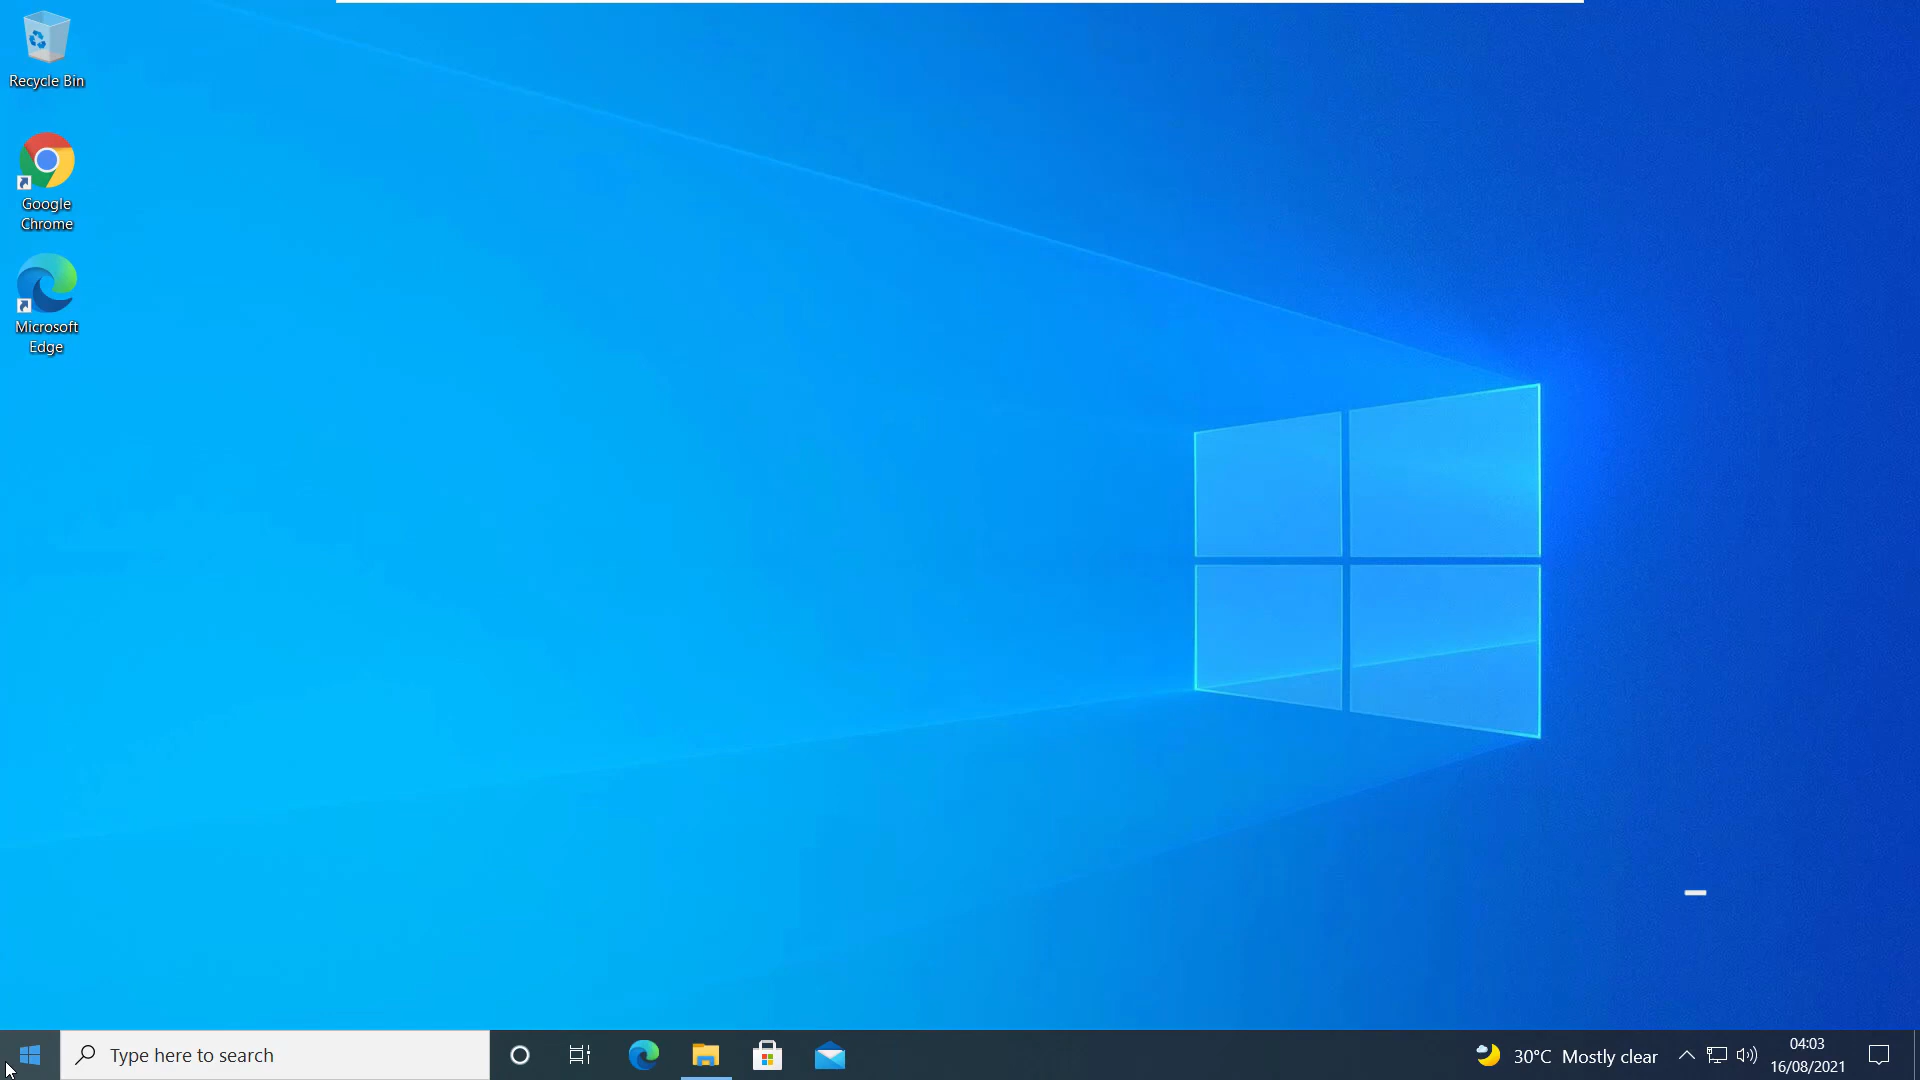 Recycle Bin
Google
Chrome
Microsoft
Edge
Type here to search
30°C Mostly clear
04:03
16/08/2021